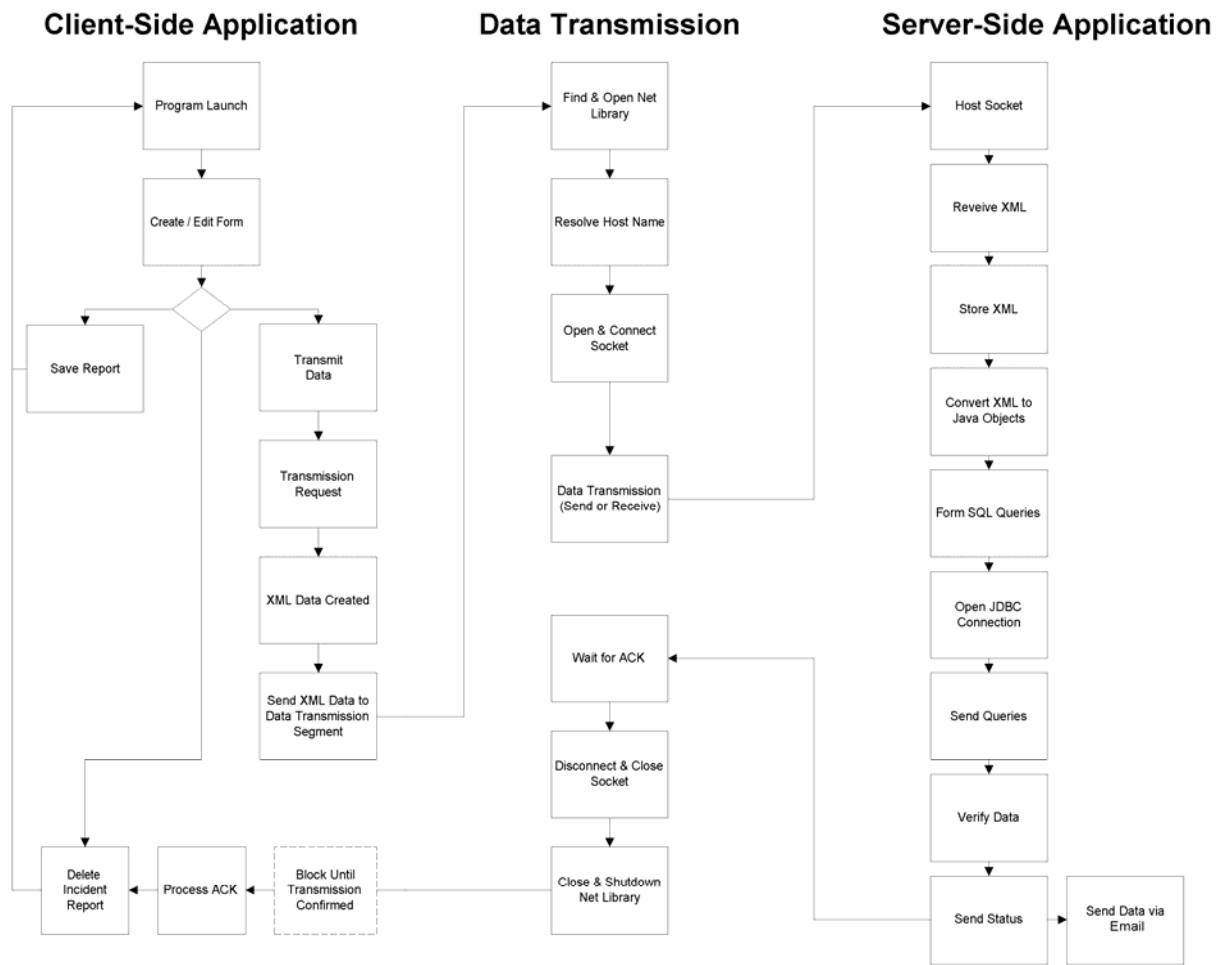 Client-Side Application
Data Transmission
Server-Side Application
Program Launch
Create / Edit Form
Save Report
Transmit
Data
Transmission
Request
XML Data Created
Send XML Data to
Data Transmission
Segment
Delete
Incident
Report
Process ACK
Block Until
Transmission
Confirmed
Find & Open Net
Library
Resolve Host Name
Open & Connect
Socket
Data Transmission
(Send or Receive)
Wait for ACK
Disconnect & Close
Socket
Close & Shutdown
Net Library
Host Socket
Reveive XML
Store XML
Convert XML to
Java Objects
Form SQL Queries
Open JDBC
Connection
Send Queries
Verify Data
Send Status
Send Data via
Email